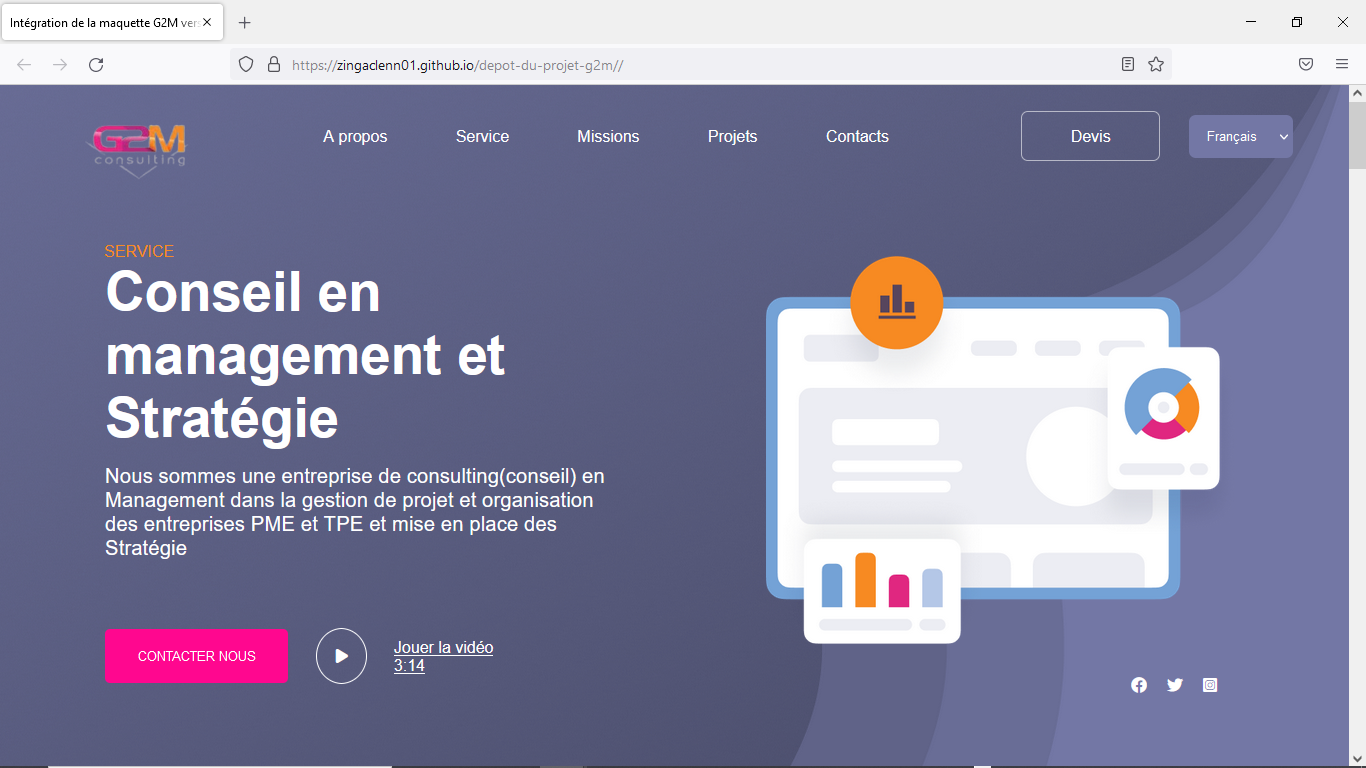 Intégration de la maquette G2M ver
https://zingaclenn01.github.io/depot-du-projet-g2m//
G2M
consulting
A propos
Service
Missions
Projets
Contacts
Devis
Français
SERVICE
Conseil en
management et
Stratégie
Nous sommes une entreprise de consulting(conseil) en
Management dans la gestion de projet et organisation
des entreprises PME et TPE et mise en place des
Stratégie
CONTACTER NOUS
Jouer la vidéo
3:14